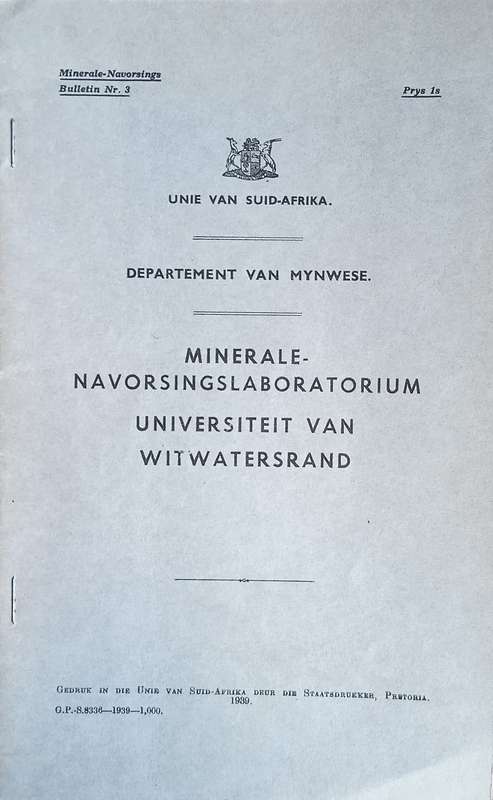 Minerale-Navorsings
Bulletin Nr. 3
Prys 1s
UNIE VAN SUID-AFRIKA.
DEPARTEMENT VAN MYNWESE.
MINERALE-
NAVORSINGSLABORATORIUM
UNIVERSITEIT VAN
WITWATERSRAND
GEDRUK IN DIE UNIE VAN SUID-AFRIKA DEUR DIE STAATSDRUKKER, PRETORIA.
1939.
G.P.-S.8336—1939—1,000.